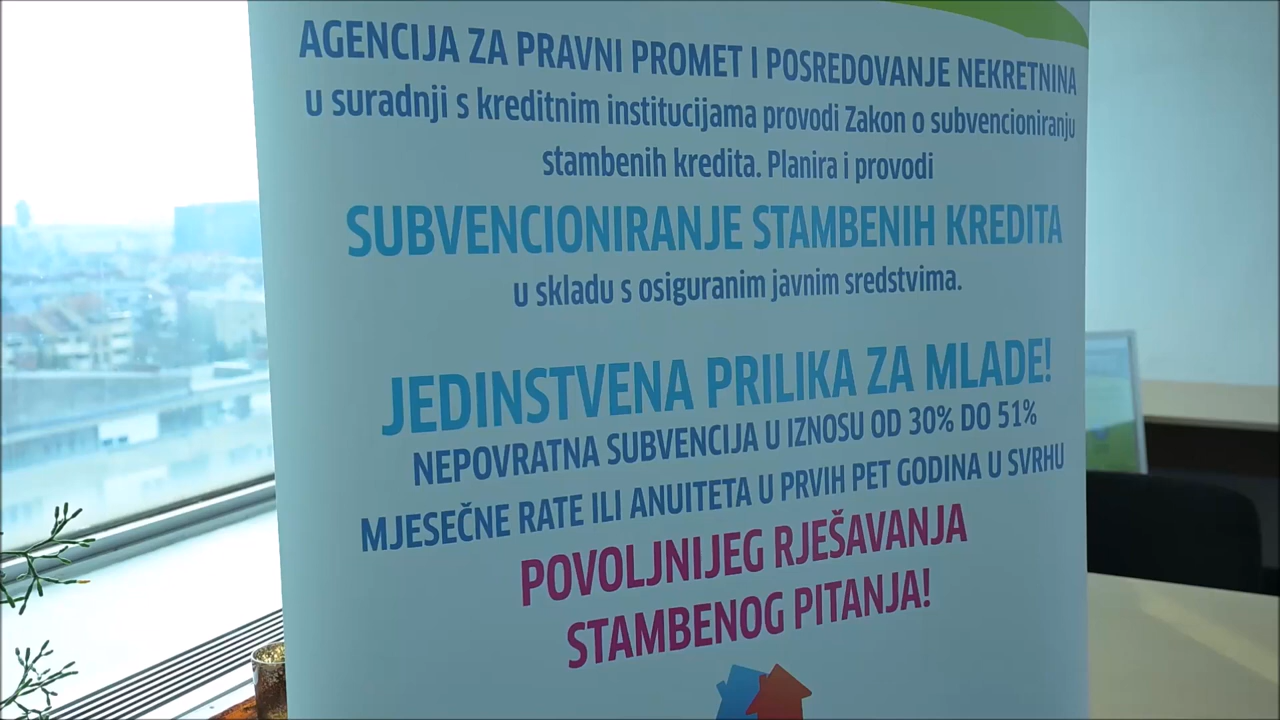 AGENCIJA ZA PRAVNI PROMET I POSREDOVANJE NEKRETNINA
u suradnji s kreditnim institucijama provodi Zakon o subvencioniranju
stambenih kredita. Planira i provodi
SUBVENCIONIRANJE STAMBENIH KREDITA
u skladu s osiguranim javnim sredstvima.
JEDINSTVENA PRILIKA ZA MLADE!
NEPOVRATNA SUBVENCIJA U IZNOSU OD 30% DO 51%
MJESEČNE RATE ILI ANUITETA U PRVIH PET GODINA U SVRHU
POVOLJNIJEG RJEŠAVANJA
STAMBENOG PITANJA!